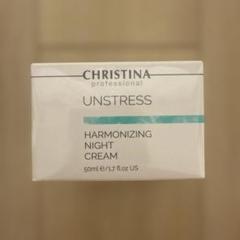 CHRISTINA
professional
UNSTRESS
HARMONIZING
NIGHT
CREAM
50ml ℮/1.7 fl.oz US